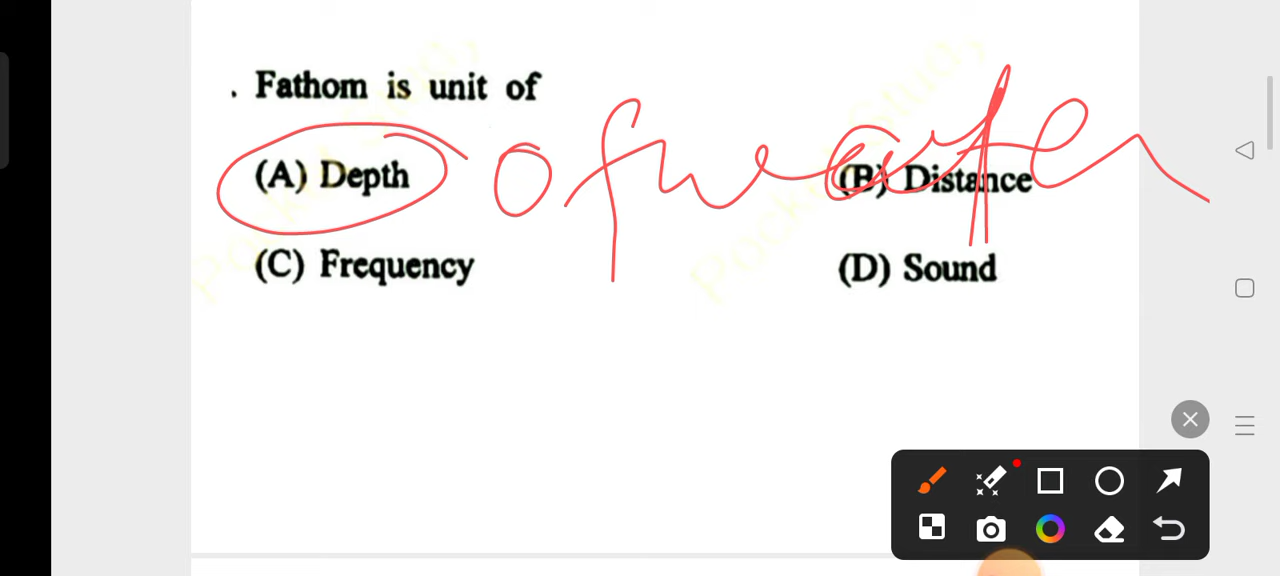 . Fathom is unit of
(A) Depth of water
(B) Distance
(C) Frequency
(D) Sound